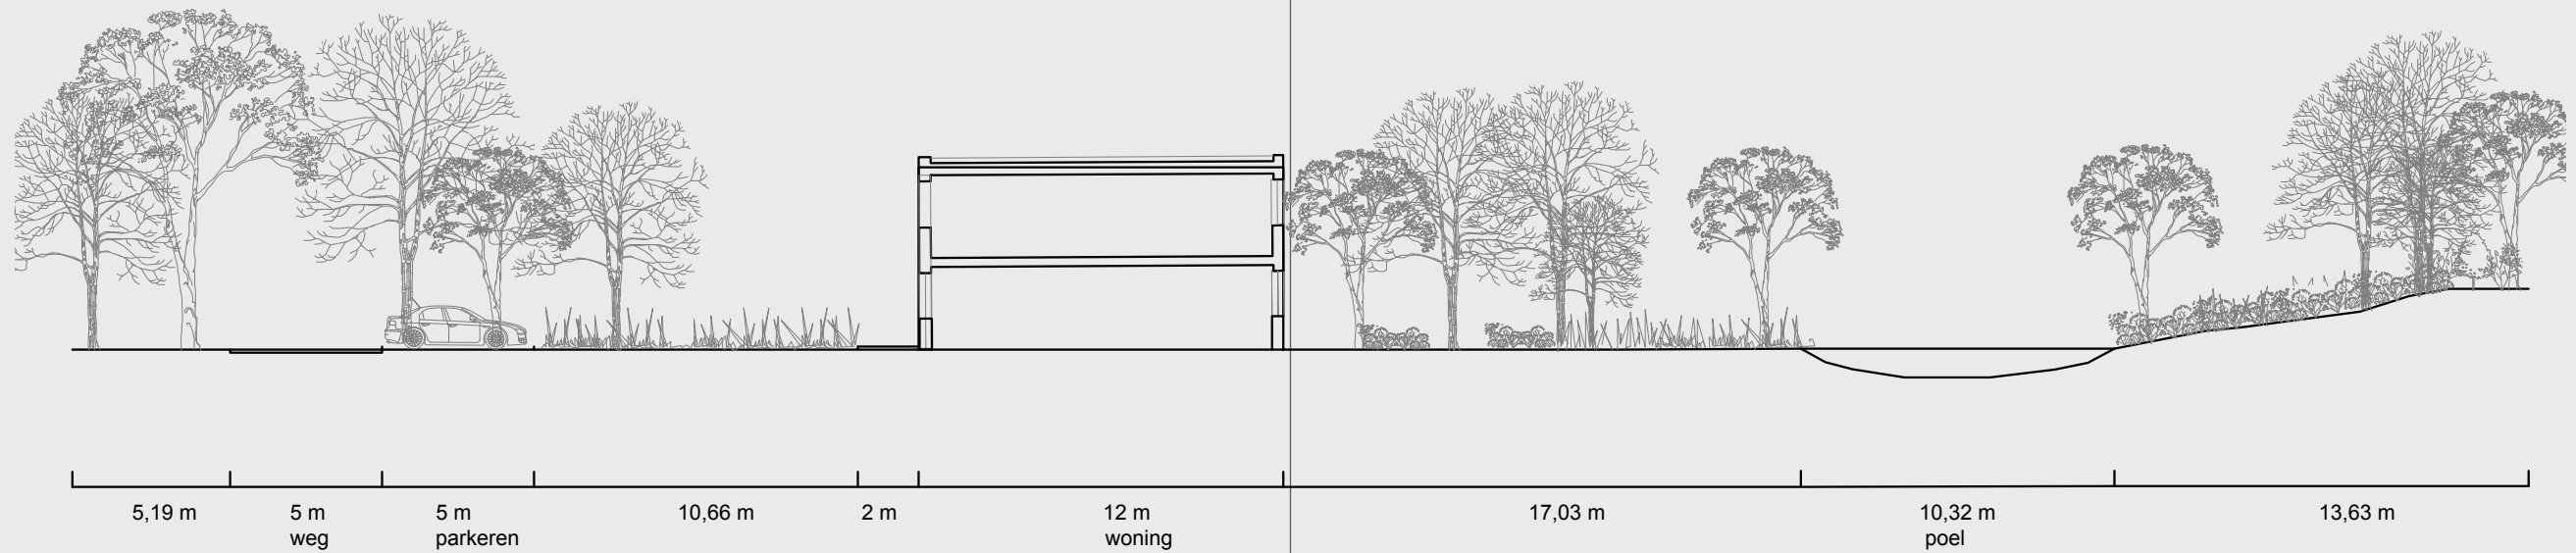 5,19 m
5 m
weg
5 m
parkeren
10,66 m
2 m
12 m
woning
17,03 m
10,32 m
poel
13,63 m